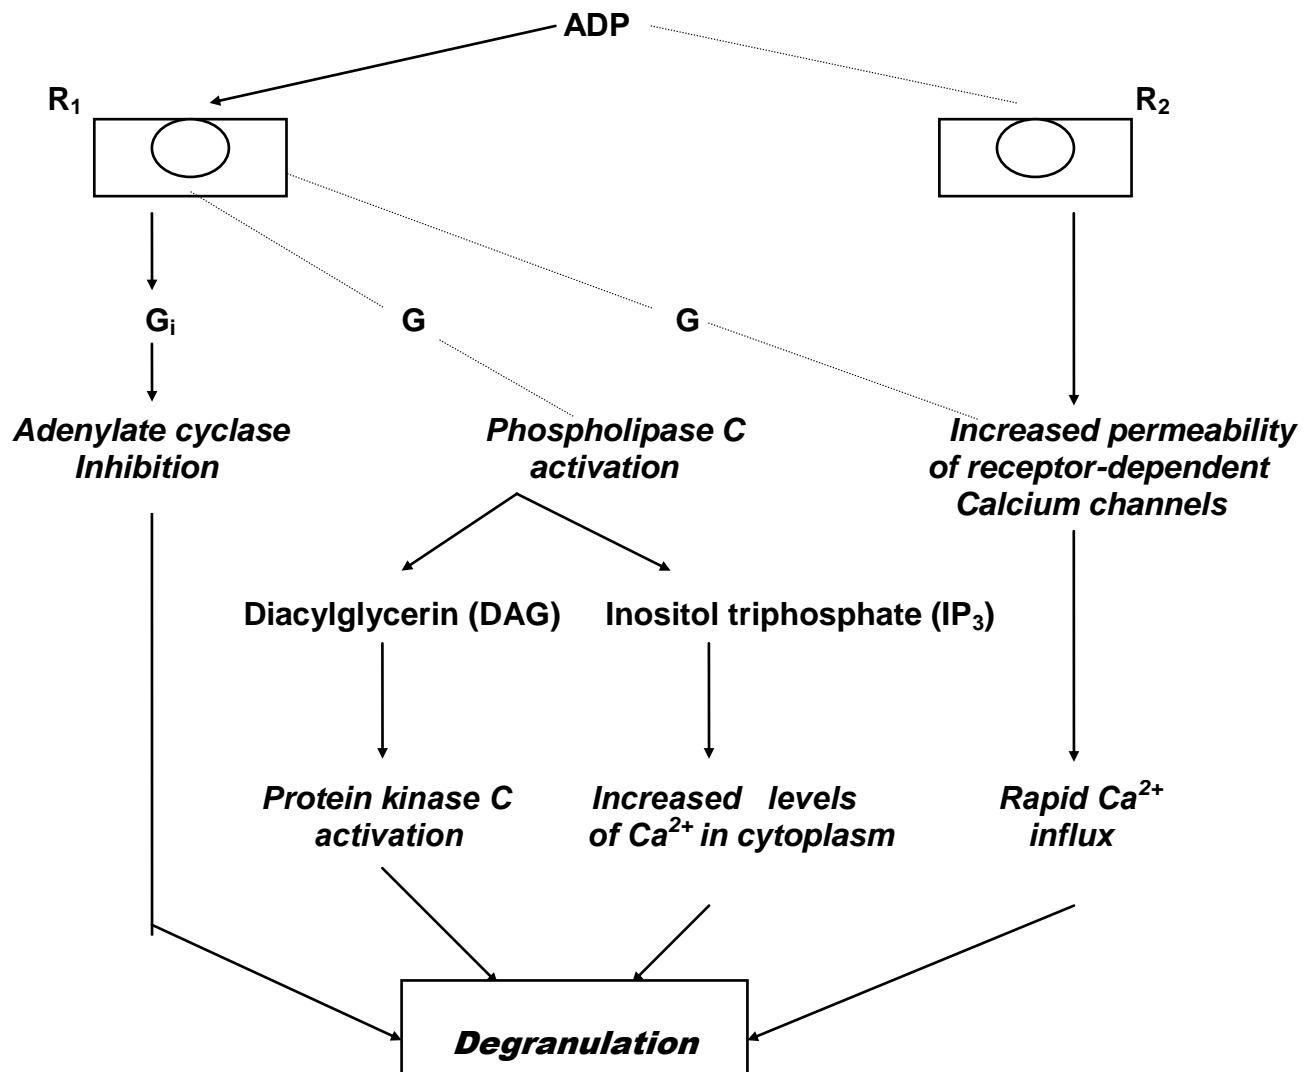 ADP
R₁
R₂
Gᵢ
G
G
Adenylate cyclase
Inhibition
Phospholipase C
activation
Increased permeability
of receptor-dependent
Calcium channels
Diacylglycerin (DAG)
Inositol triphosphate (IP₃)
Protein kinase C
activation
Increased levels
of Ca²⁺ in cytoplasm
Rapid Ca²⁺
influx
Degranulation